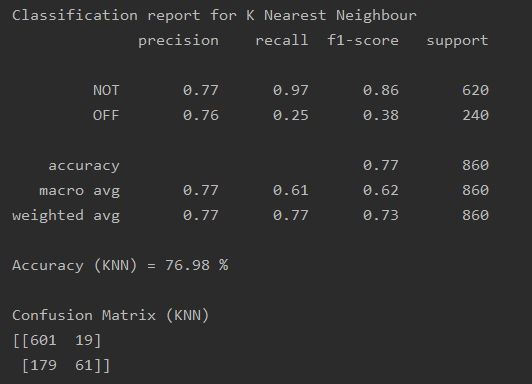 Classification report for K Nearest Neighbour
precision recall f1-score support
NOT 0.77 0.97 0.86 620
OFF 0.76 0.25 0.38 240
accuracy 0.77 860
macro avg 0.77 0.61 0.62 860
weighted avg 0.77 0.77 0.73 860
Accuracy (KNN) = 76.98 %
Confusion Matrix (KNN)
[[601 19]
[179 61]]